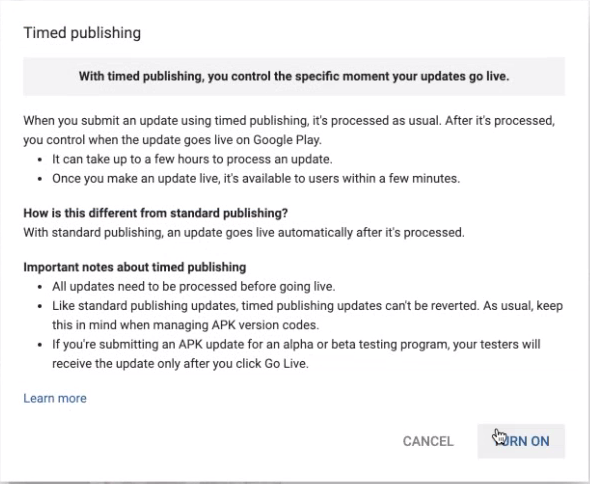 Timed publishing
With timed publishing, you control the specific moment your updates go live.
When you submit an update using timed publishing, it's processed as usual. After it's processed,
you control when the update goes live on Google Play.
• It can take up to a few hours to process an update.
• Once you make an update live, it's available to users within a few minutes.
How is this different from standard publishing?
With standard publishing, an update goes live automatically after it's processed.
Important notes about timed publishing
• All updates need to be processed before going live.
• Like standard publishing updates, timed publishing updates can't be reverted. As usual, keep
this in mind when managing APK version codes.
• If you're submitting an APK update for an alpha or beta testing program, your testers will
receive the update only after you click Go Live.
Learn more
CANCEL TURN ON